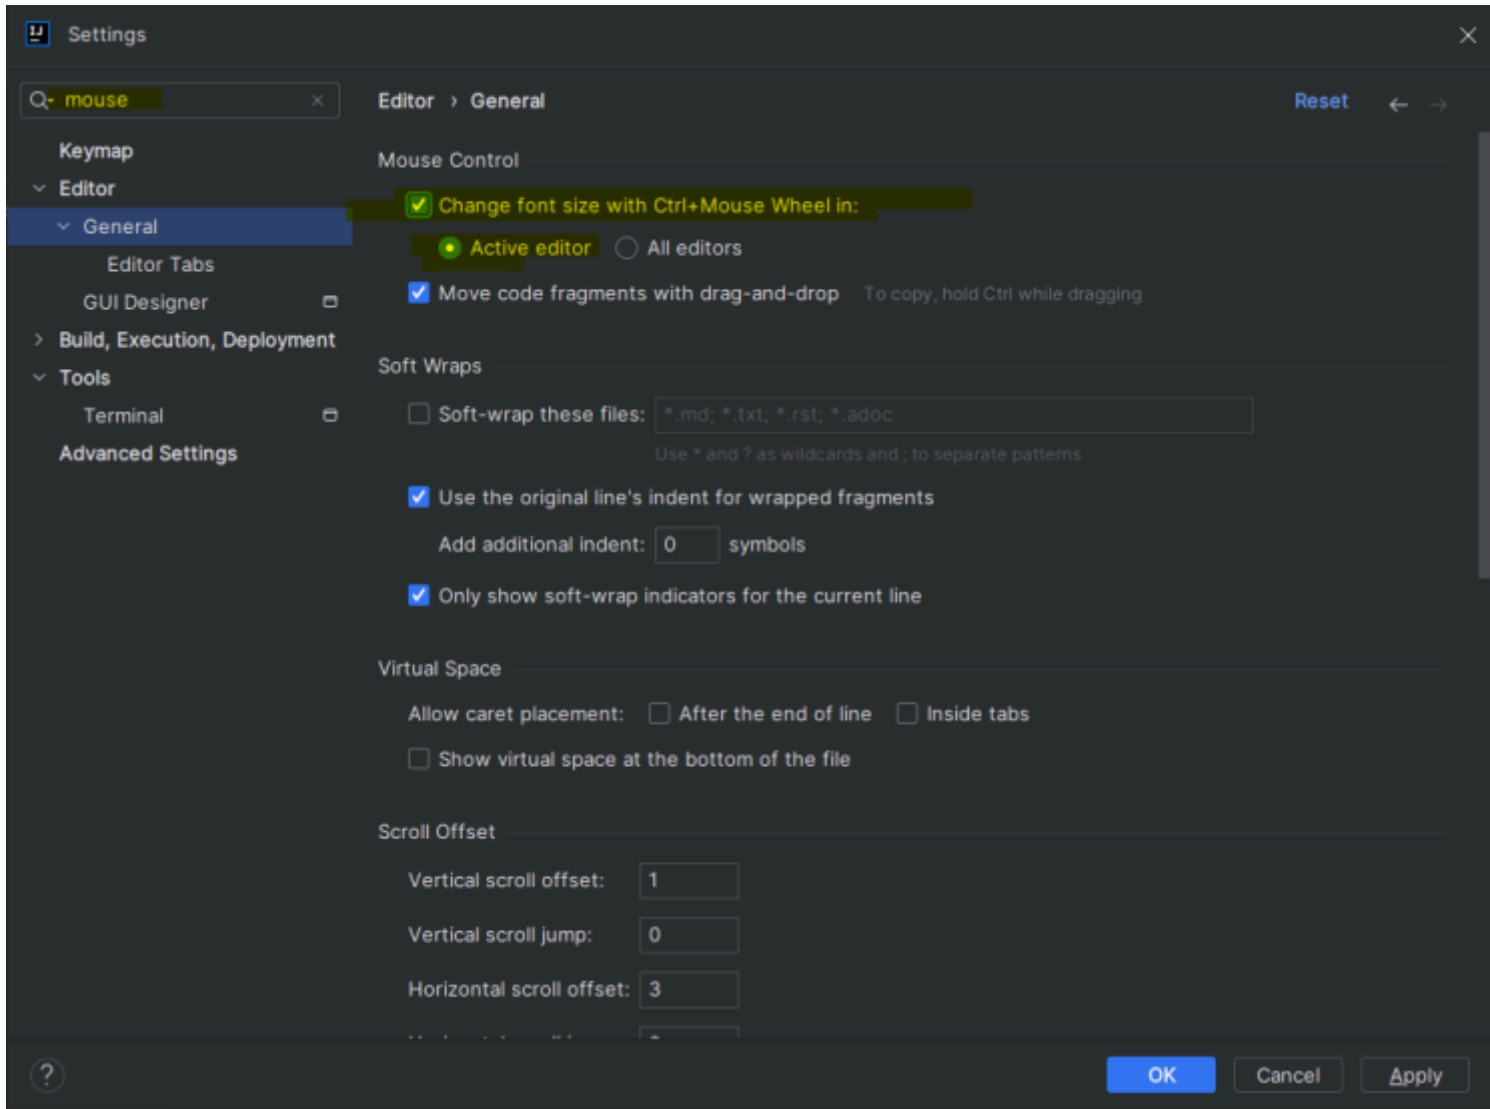 IJ
Settings
mouse
Keymap
Editor
General
Editor Tabs
GUI Designer
Build, Execution, Deployment
Tools
Terminal
Advanced Settings
Editor › General
Reset
Mouse Control
Change font size with Ctrl+Mouse Wheel in:
Active editor All editors
Move code fragments with drag-and-drop To copy, hold Ctrl while dragging
Soft Wraps
Soft-wrap these files: *.md; *.txt; *.rst; *.adoc
Use * and ? as wildcards and ; to separate patterns
Use the original line's indent for wrapped fragments
Add additional indent: 0 symbols
Only show soft-wrap indicators for the current line
Virtual Space
Allow caret placement: After the end of line Inside tabs
Show virtual space at the bottom of the file
Scroll Offset
Vertical scroll offset: 1
Vertical scroll jump: 0
Horizontal scroll offset: 3
?
OK Cancel Apply